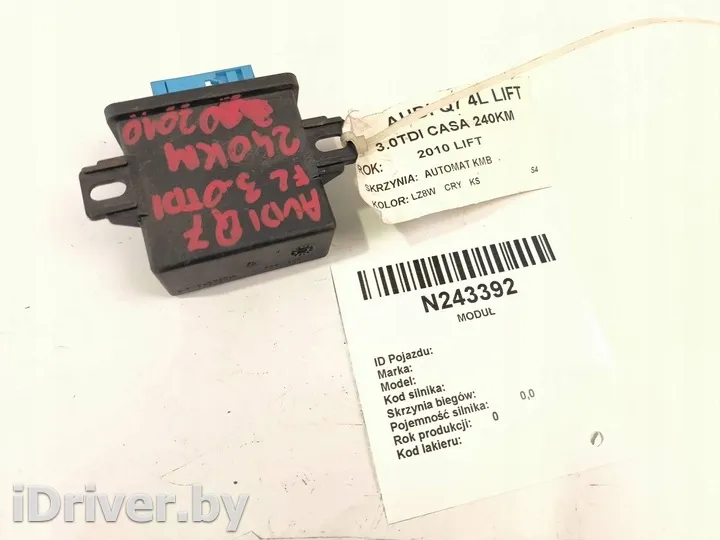 2010
240KM
FL 3.0TDI
AUDI Q7
AUDI Q7 4L LIFT
3.0TDI CASA 240KM
ROK: 2010 LIFT
SKRZYNIA: AUTOMAT KMB
KOLOR: LZ8W CRY KS S4
N243392
MODUŁ
ID Pojazdu:
Marka:
Model:
Kod silnika:
Skrzynia biegów:
Pojemność silnika: 0,0
Rok produkcji: 0
Kod lakieru:
iDriver.by